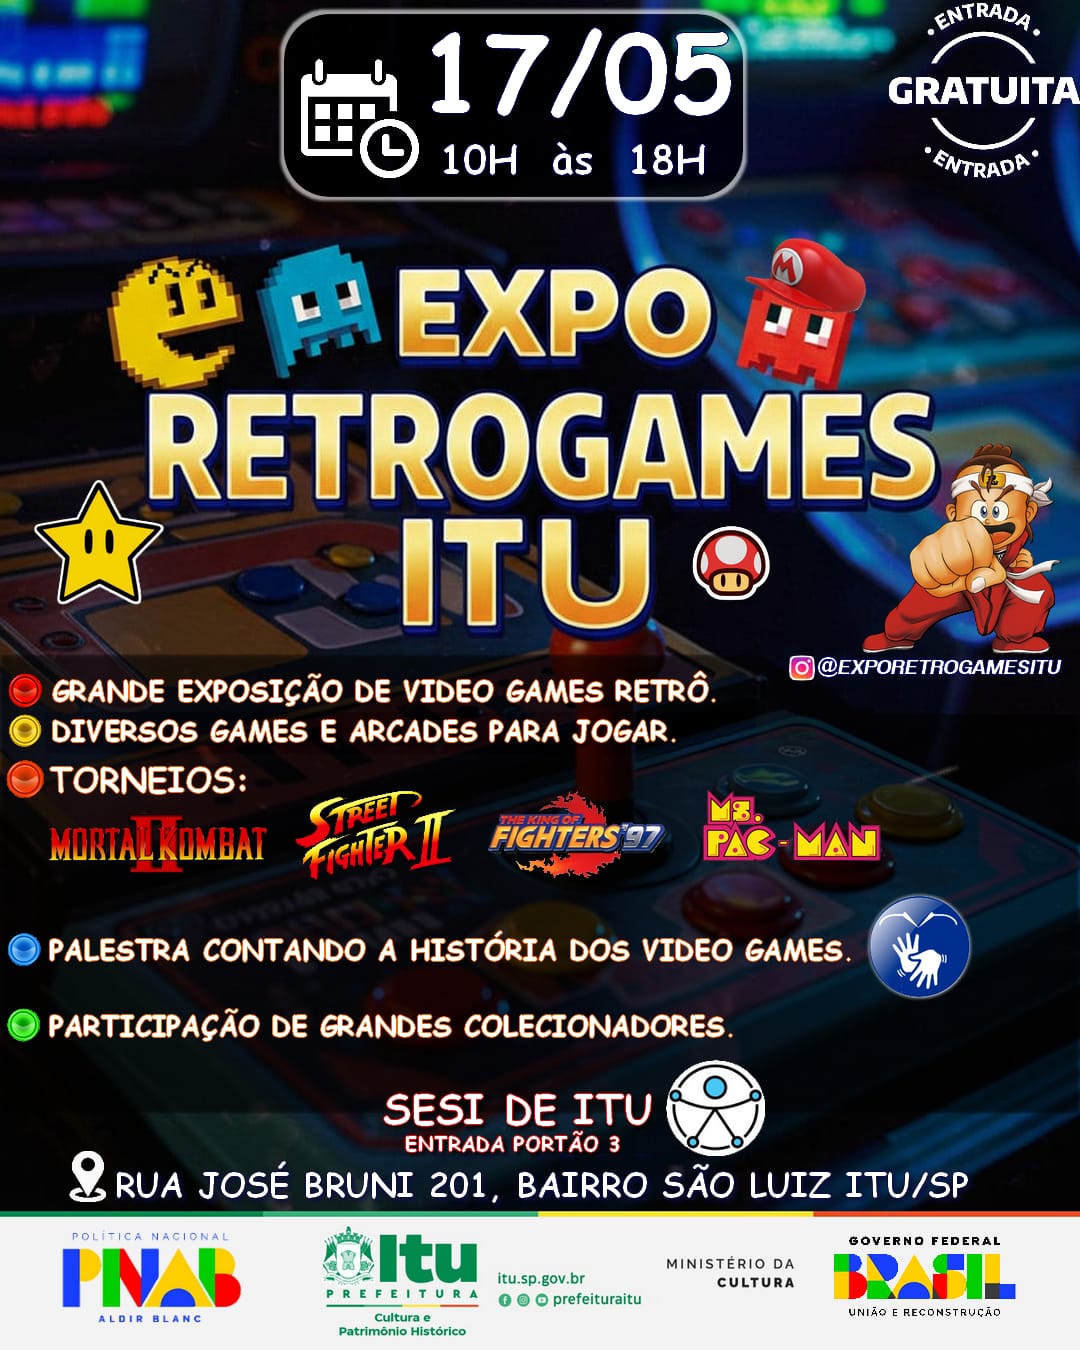 17/05
10H às 18H
ENTRADA
GRATUITA
ENTRADA
M
EXPO
RETROGAMES
ITU
@EXPORETROGAMESITU
GRANDE EXPOSIÇÃO DE VIDEO GAMES RETRÔ.
DIVERSOS GAMES E ARCADES PARA JOGAR.
TORNEIOS:
MORTAL KOMBAT II
STREET FIGHTER II
THE KING OF FIGHTERS '97
MS. PAC-MAN
PALESTRA CONTANDO A HISTÓRIA DOS VIDEO GAMES.
PARTICIPAÇÃO DE GRANDES COLECIONADORES.
SESI DE ITU
ENTRADA PORTÃO 3
RUA JOSÉ BRUNI 201, BAIRRO SÃO LUIZ ITU/SP
POLÍTICA NACIONAL
PNAB
ALDIR BLANC
Itu
PREFEITURA
Cultura e
Patrimônio Histórico
itu.sp.gov.br
prefeituraitu
MINISTÉRIO DA
CULTURA
GOVERNO FEDERAL
BRASIL
UNIÃO E RECONSTRUÇÃO